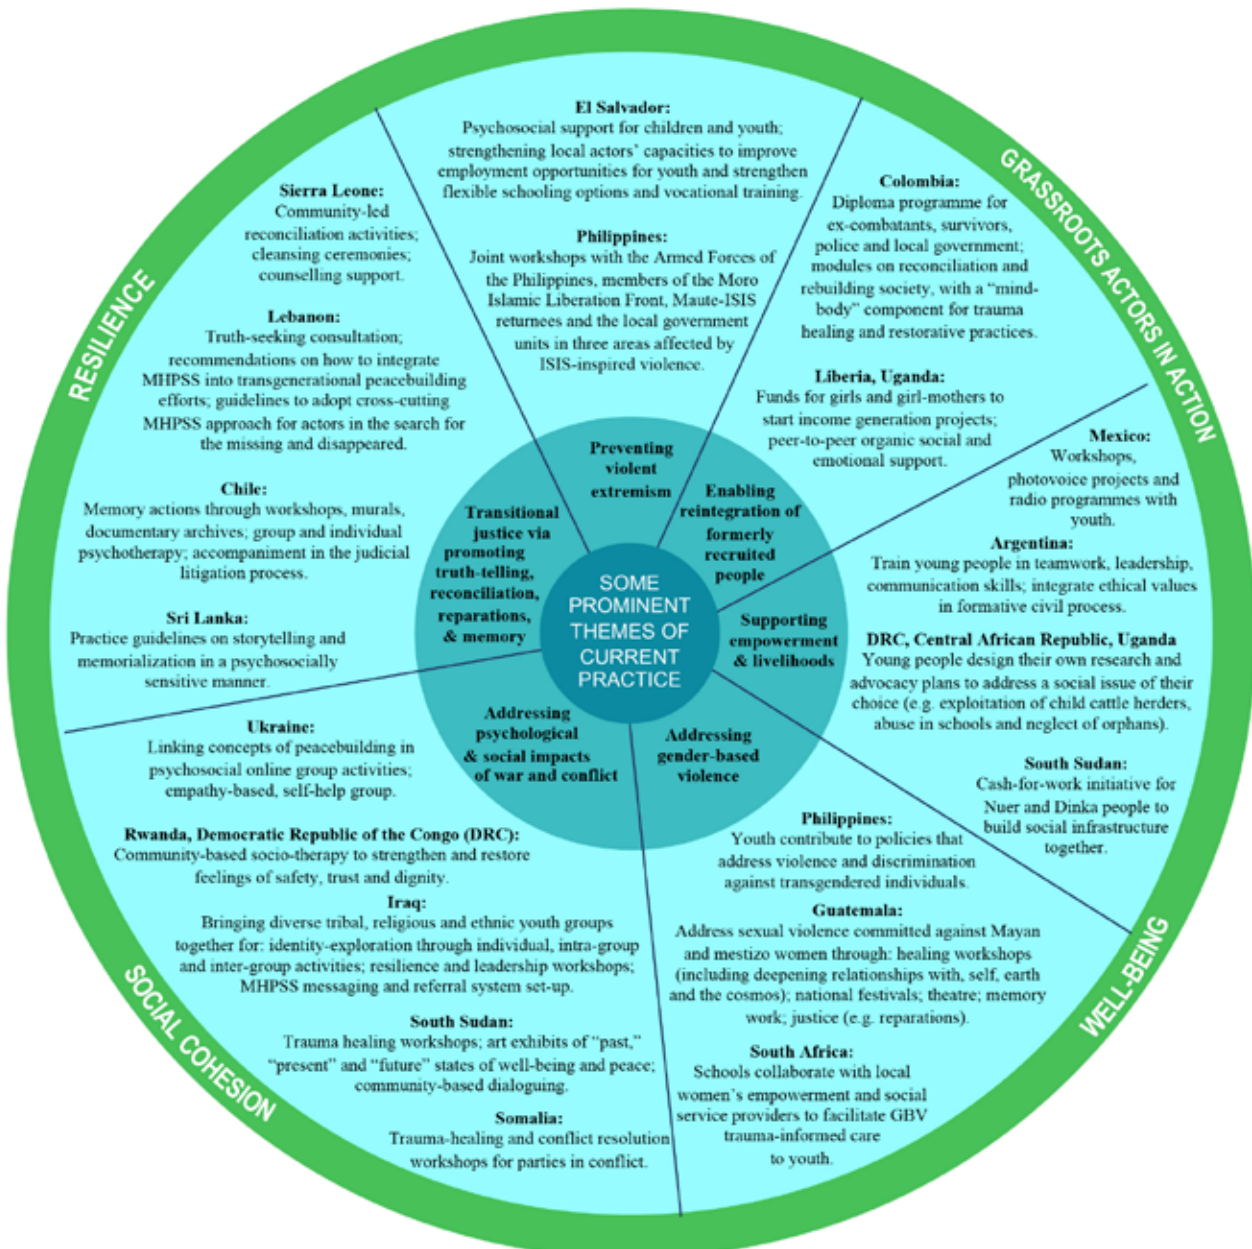 RESILIENCE
GRASSROOTS ACTORS IN ACTION
WELL-BEING
SOCIAL COHESION
SOME
PROMINENT
THEMES OF
CURRENT
PRACTICE
Preventing
violent
extremism
El Salvador:
Psychosocial support for children and youth;
strengthening local actors’ capacities to improve
employment opportunities for youth and strengthen
flexible schooling options and vocational training.
Philippines:
Joint workshops with the Armed Forces of
the Philippines, members of the Moro
Islamic Liberation Front, Maute-ISIS
returnees and the local government
units in three areas affected by
ISIS-inspired violence.
Enabling
reintegration of
formerly
recruited
people
Colombia:
Diploma programme for
ex-combatants, survivors,
police and local government;
modules on reconciliation and
rebuilding society, with a “mind-
body” component for trauma
healing and restorative practices.
Liberia, Uganda:
Funds for girls and girl-mothers to
start income generation projects;
peer-to-peer organic social and
emotional support.
Supporting
empowerment
& livelihoods
Mexico:
Workshops,
photovoice projects and
radio programmes with
youth.
Argentina:
Train young people in teamwork, leadership,
communication skills; integrate ethical values
in formative civil process.
DRC, Central African Republic, Uganda
Young people design their own research and
advocacy plans to address a social issue of their
choice (e.g. exploitation of child cattle herders,
abuse in schools and neglect of orphans).
South Sudan:
Cash-for-work initiative for
Nuer and Dinka people to
build social infrastructure
together.
Addressing
gender-based
violence
Philippines:
Youth contribute to policies that
address violence and discrimination
against transgendered individuals.
Guatemala:
Address sexual violence committed against Mayan
and mestizo women through: healing workshops
(including deepening relationships with, self, earth
and the cosmos); national festivals; theatre; memory
work; justice (e.g. reparations).
South Africa:
Schools collaborate with local
women’s empowerment and social
service providers to facilitate GBV
trauma-informed care
to youth.
Addressing
psychological
& social impacts
of war and conflict
Ukraine:
Linking concepts of peacebuilding in
psychosocial online group activities;
empathy-based, self-help group.
Rwanda, Democratic Republic of the Congo (DRC):
Community-based socio-therapy to strengthen and restore
feelings of safety, trust and dignity.
Iraq:
Bringing diverse tribal, religious and ethnic youth groups
together for: identity-exploration through individual, intra-group
and inter-group activities; resilience and leadership workshops;
MHPSS messaging and referral system set-up.
South Sudan:
Trauma healing workshops; art exhibits of “past,”
“present” and “future” states of well-being and peace;
community-based dialoguing.
Somalia:
Trauma-healing and conflict resolution
workshops for parties in conflict.
Transitional
justice via
promoting
truth-telling,
reconciliation,
reparations,
& memory
Sierra Leone:
Community-led
reconciliation activities;
cleansing ceremonies;
counselling support.
Lebanon:
Truth-seeking consultation;
recommendations on how to integrate
MHPSS into transgenerational peacebuilding
efforts; guidelines to adopt cross-cutting
MHPSS approach for actors in the search for
the missing and disappeared.
Chile:
Memory actions through workshops, murals,
documentary archives; group and individual
psychotherapy; accompaniment in the judicial
litigation process.
Sri Lanka:
Practice guidelines on storytelling and
memorialization in a psychosocially
sensitive manner.